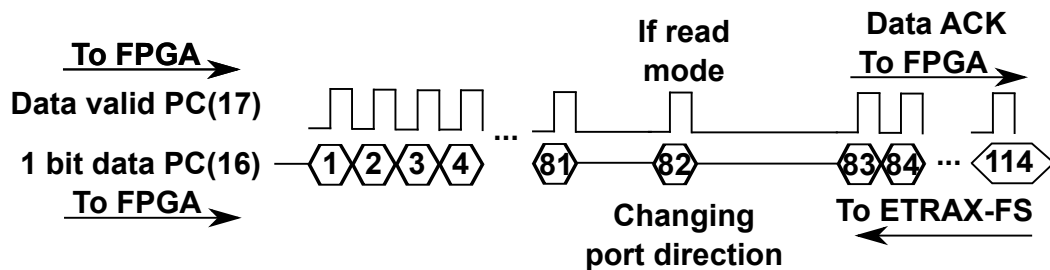 To FPGA
Data valid PC(17)
1 bit data PC(16)
To FPGA
1 2 3 4 ... 81 82 83 84 ... 114
If read
mode
Changing
port direction
Data ACK
To FPGA
To ETRAX-FS